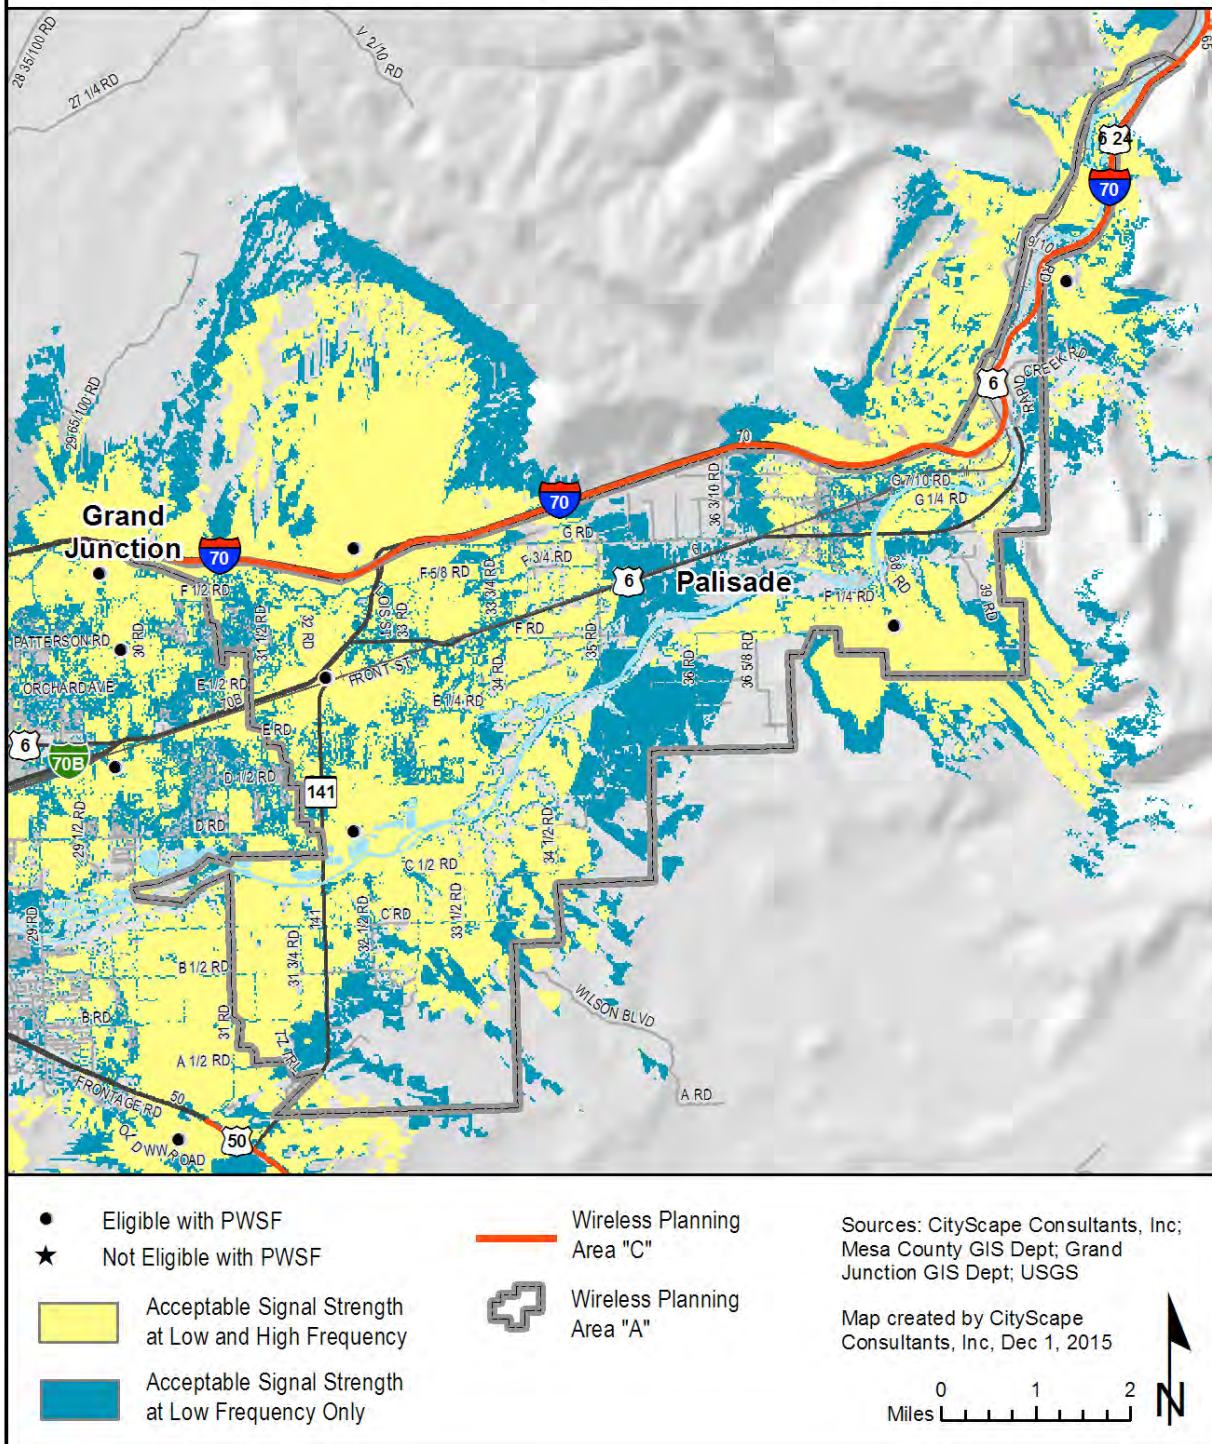 28 35/100 RD
27 1/4 RD
V 2/10 RD
65
6 24
70
I 9/10 RD
29 65/100 RD
6
RAPID CREEK RD
70
36 3/10 RD
G 7/10 RD
G 1/4 RD
Grand
Junction
70
70
G RD
F 3/4 RD
F 5/8 RD
33 3/4 RD
6
6
Palisade
38 RD
39 RD
F 1/4 RD
F 1/2 RD
31 1/2 RD
32 RD
33 RD
F RD
35 RD
PATTERSON RD
30 RD
ORCHARD AVE
E 1/2 RD
70B
FRONT ST
34 RD
E 1/4 RD
36 RD
36 5/8 RD
6
70B
E RD
D 1/2 RD
141
D RD
29 1/2 RD
34 1/2 RD
C 1/2 RD
29 RD
C RD
32 1/2 RD
33 1/2 RD
141
31 3/4 RD
B 1/2 RD
B RD
31 RD
WILSON BLVD
A 1/2 RD
A RD
FRONTAGE RD
50
50
Eligible with PWSF
Not Eligible with PWSF
Acceptable Signal Strength
at Low and High Frequency
Acceptable Signal Strength
at Low Frequency Only
Wireless Planning
Area "C"
Wireless Planning
Area "A"
Sources: CityScape Consultants, Inc;
Mesa County GIS Dept; Grand
Junction GIS Dept; USGS
Map created by CityScape
Consultants, Inc, Dec 1, 2015
0 1 2
Miles
N